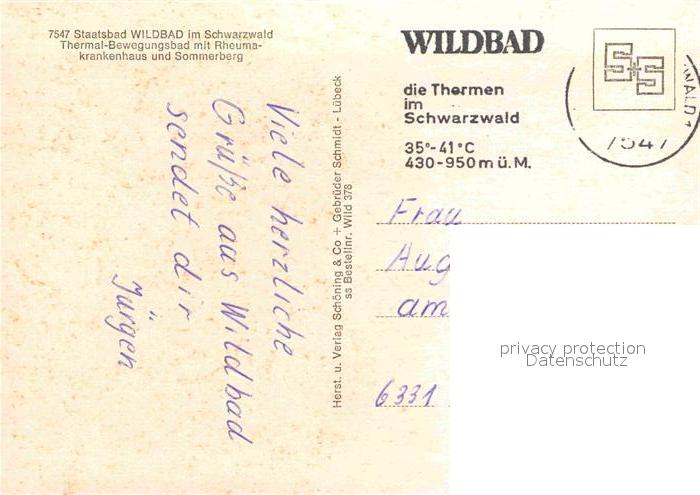 7547 Staatsbad WILDBAD im Schwarzwald
Thermal-Bewegungsbad mit Rheuma-
krankenhaus und Sommerberg
Viele herzliche
Grüße aus Wildbad
sendet dir
Jürgen
Herst. u. Verlag Schöning & Co + Gebrüder Schmidt - Lübeck
ss Bestellnr. Wild 378
WILDBAD
die Thermen
im
Schwarzwald
35°-41°C
430-950m ü.M.
S+S
7547
Frau
Aug
am
6331
privacy protection
Datenschutz